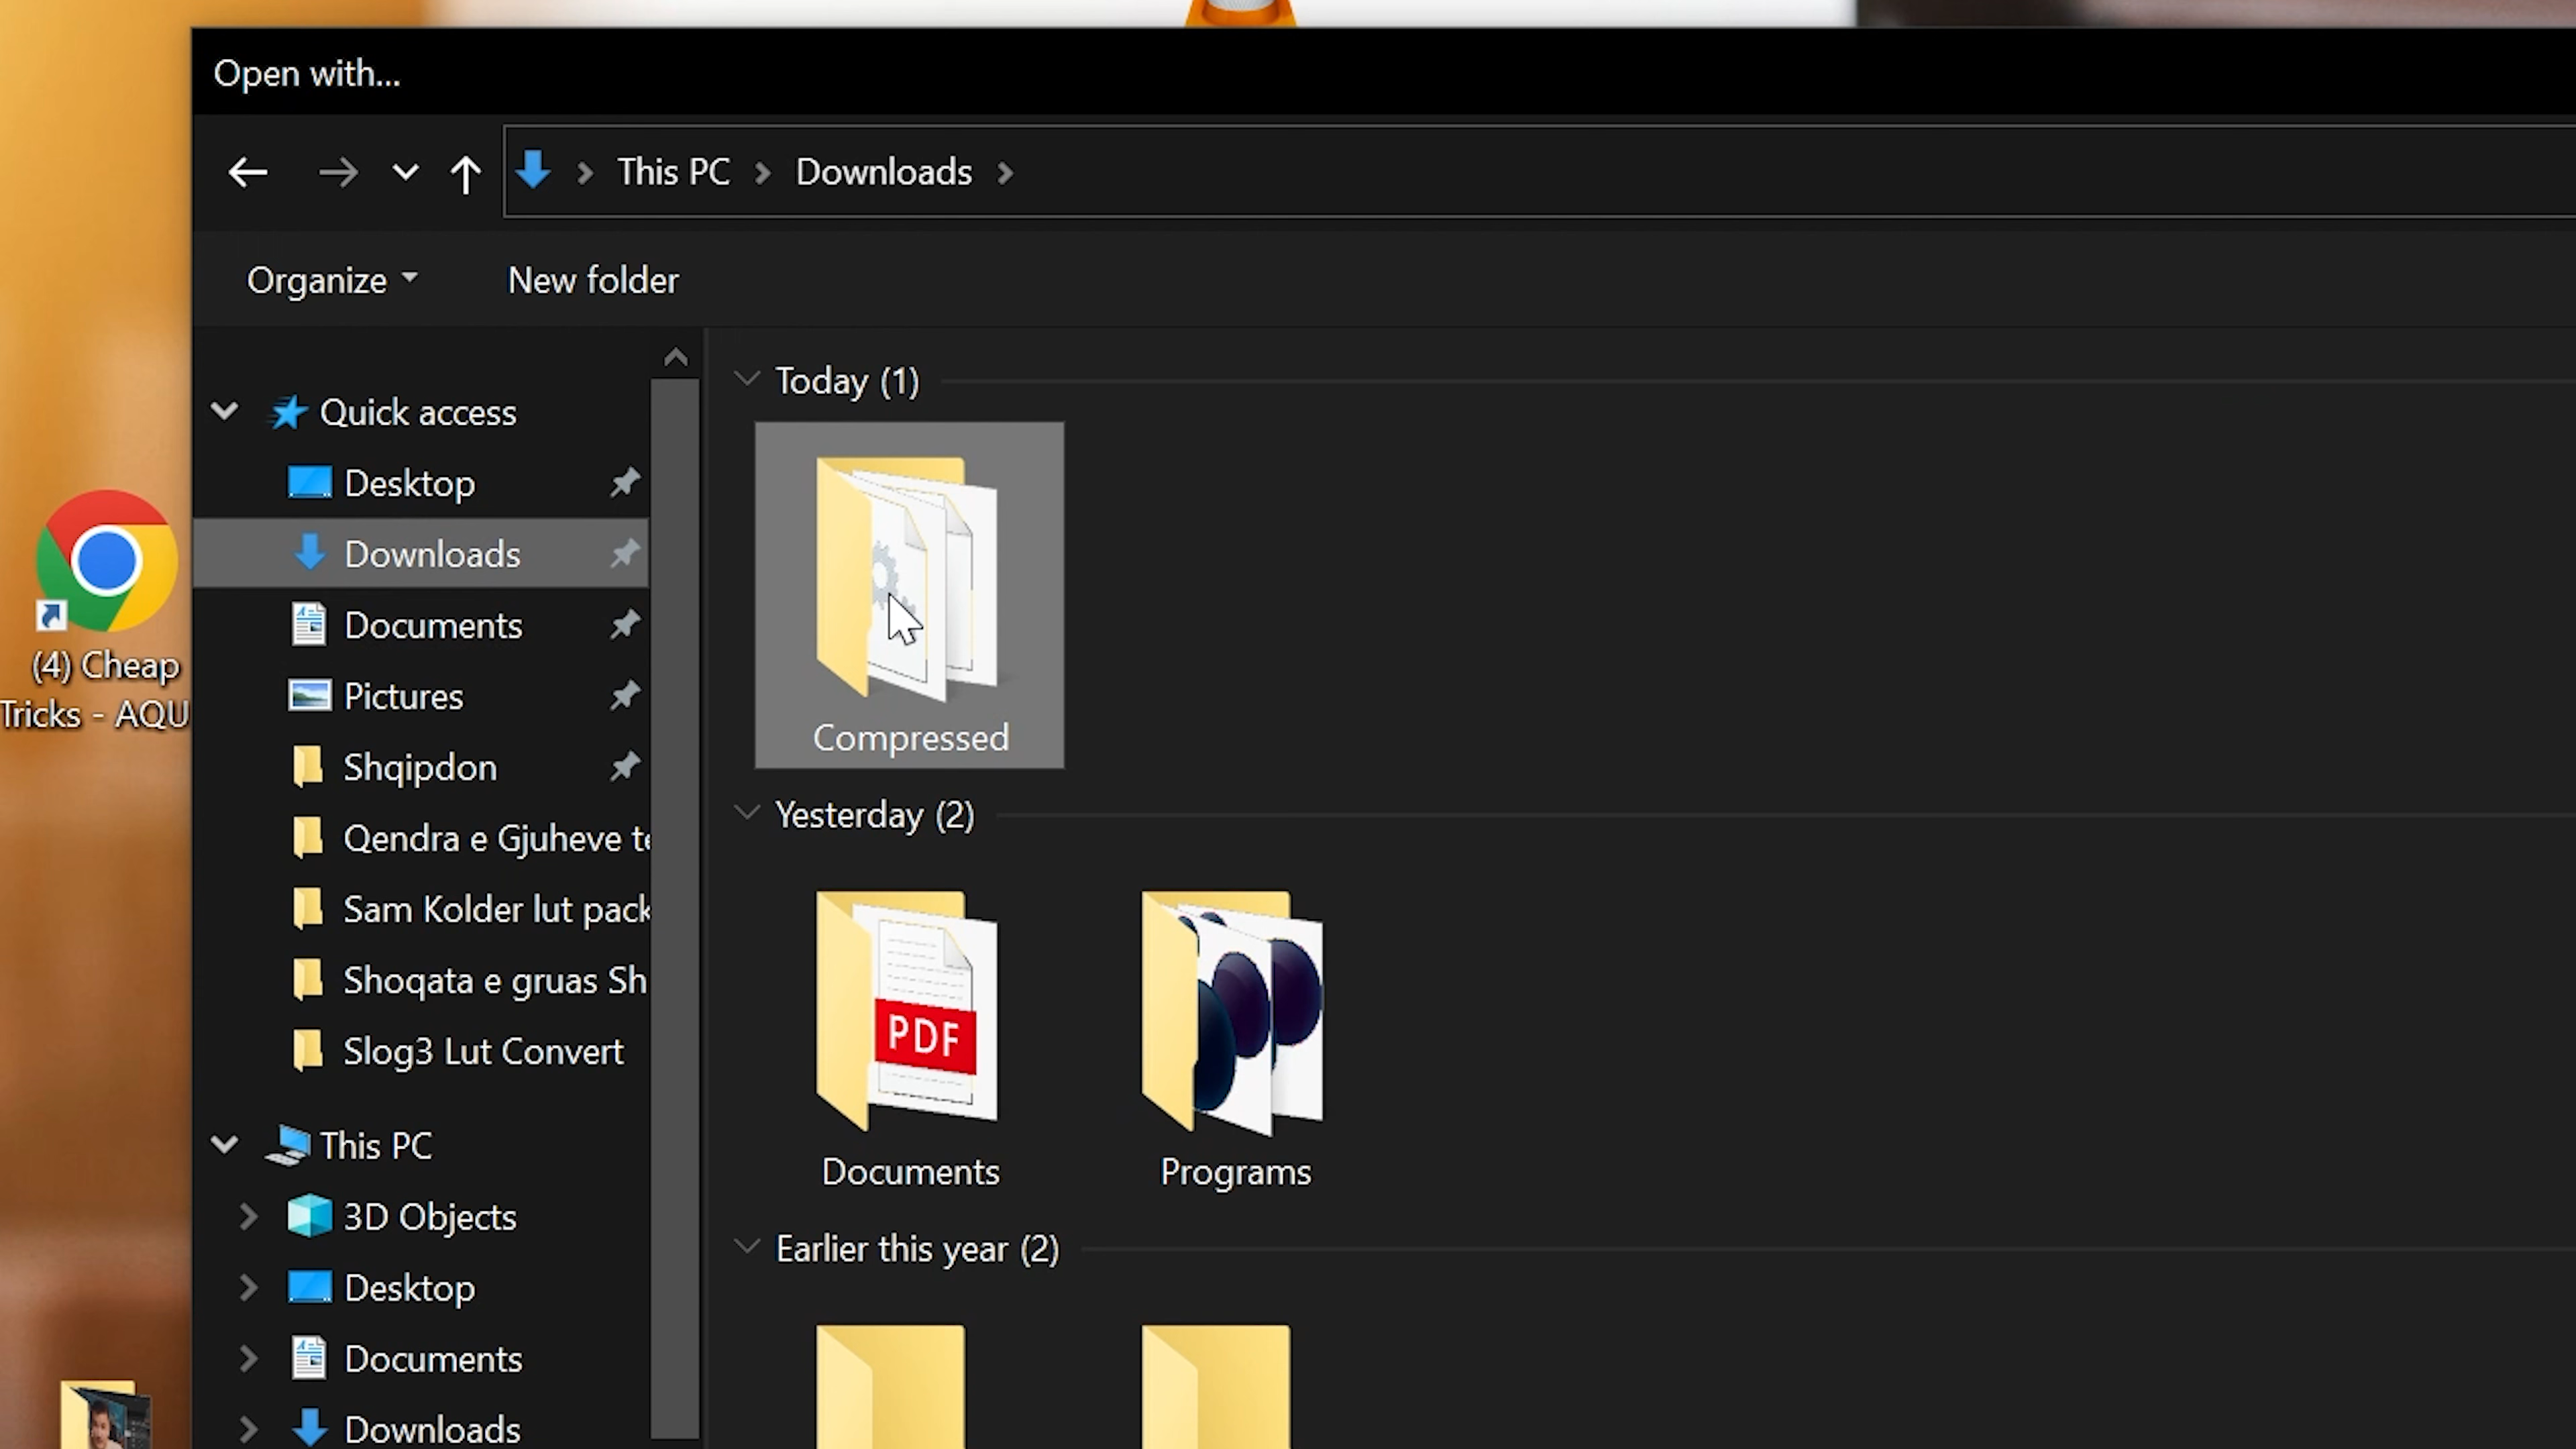 Open with...
This PC
Downloads
Organize
New folder
Quick access
Desktop
Downloads
Documents
Pictures
Shqipdon
Qendra e Gjuheve te
Sam Kolder lut pack
Shoqata e gruas Sh
Slog3 Lut Convert
This PC
3D Objects
Desktop
Documents
Downloads
Today (1)
Compressed
Yesterday (2)
PDF
Documents
Programs
Earlier this year (2)
(4) Cheap
Tricks - AQU